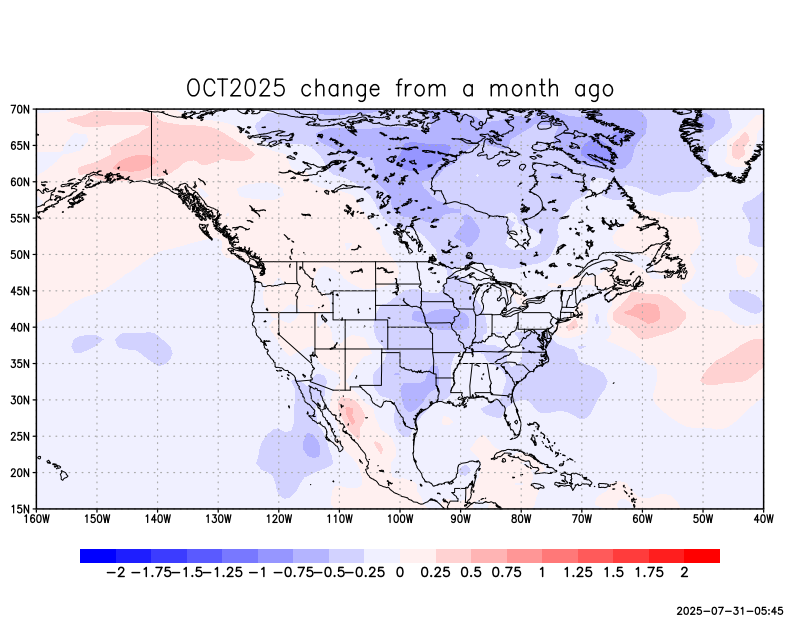 OCT2025 change from a month ago
70N
65N
60N
55N
50N
45N
40N
35N
30N
25N
20N
15N
160W 150W 140W 130W 120W 110W 100W 90W 80W 70W 60W 50W 40W
-2 -1.75 -1.5 -1.25 -1 -0.75 -0.5 -0.25 0 0.25 0.5 0.75 1 1.25 1.5 1.75 2
2025-07-31-05:45